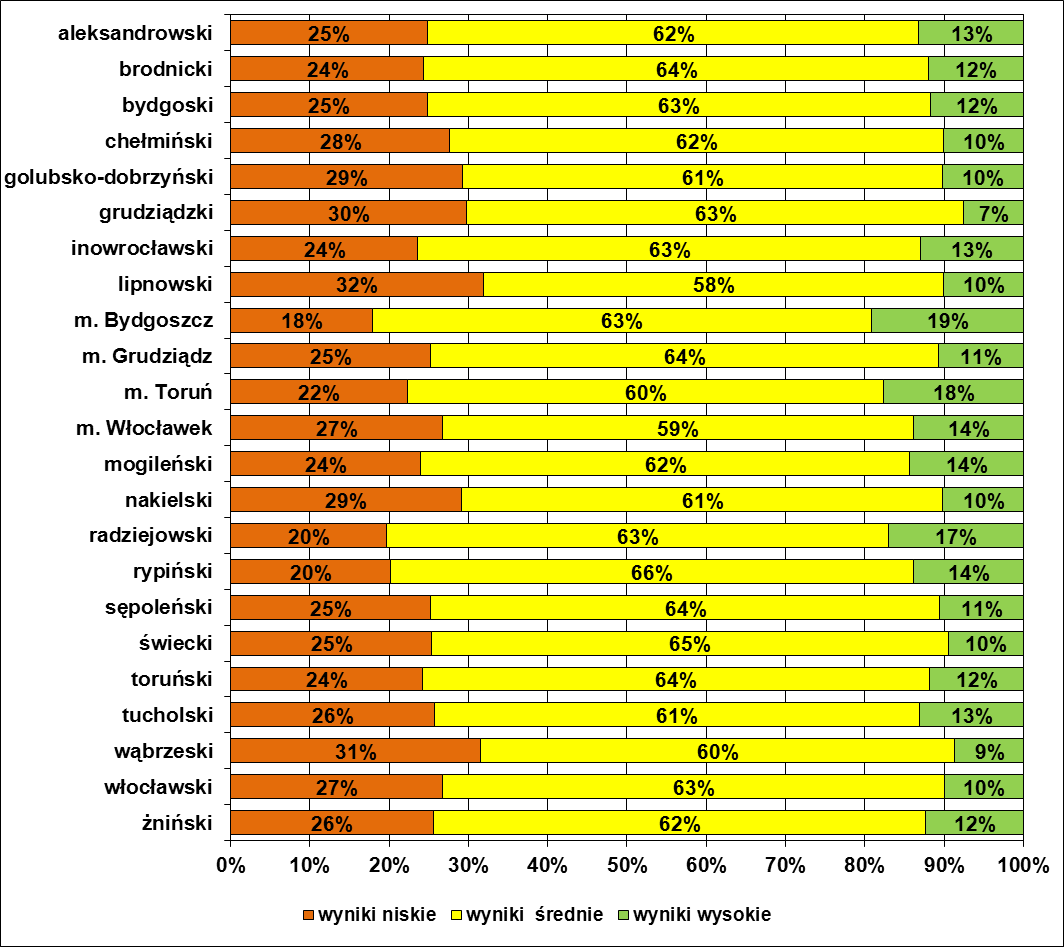 aleksandrowski 25% 62% 13%
brodnicki 24% 64% 12%
bydgoski 25% 63% 12%
chełmiński 28% 62% 10%
golubsko-dobrzyński 29% 61% 10%
grudziądzki 30% 63% 7%
inowrocławski 24% 63% 13%
lipnowski 32% 58% 10%
m. Bydgoszcz 18% 63% 19%
m. Grudziądz 25% 64% 11%
m. Toruń 22% 60% 18%
m. Włocławek 27% 59% 14%
mogileński 24% 62% 14%
nakielski 29% 61% 10%
radziejowski 20% 63% 17%
rypiński 20% 66% 14%
sępoleński 25% 64% 11%
świecki 25% 65% 10%
toruński 24% 64% 12%
tucholski 26% 61% 13%
wąbrzeski 31% 60% 9%
włocławski 27% 63% 10%
żniński 26% 62% 12%
0% 10% 20% 30% 40% 50% 60% 70% 80% 90% 100%
wyniki niskie wyniki średnie wyniki wysokie